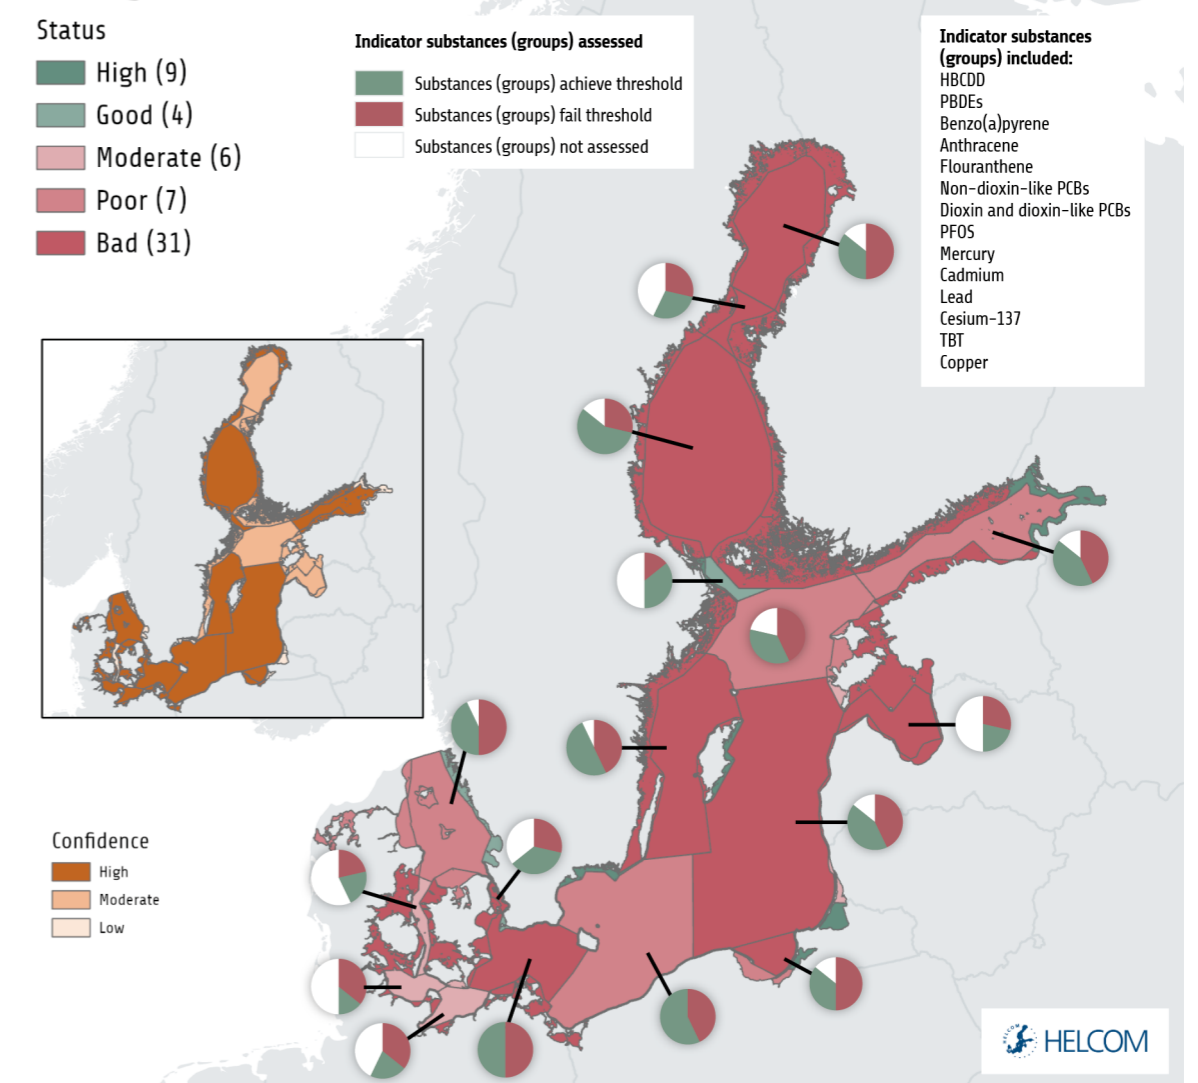 Status
High (9)
Good (4)
Moderate (6)
Poor (7)
Bad (31)
Indicator substances (groups) assessed
Substances (groups) achieve threshold
Substances (groups) fail threshold
Substances (groups) not assessed
Indicator substances
(groups) included:
HBCDD
PBDEs
Benzo(a)pyrene
Anthracene
Flouranthene
Non-dioxin-like PCBs
Dioxin and dioxin-like PCBs
PFOS
Mercury
Cadmium
Lead
Cesium-137
TBT
Copper
Confidence
High
Moderate
Low
HELCOM
HELCOM